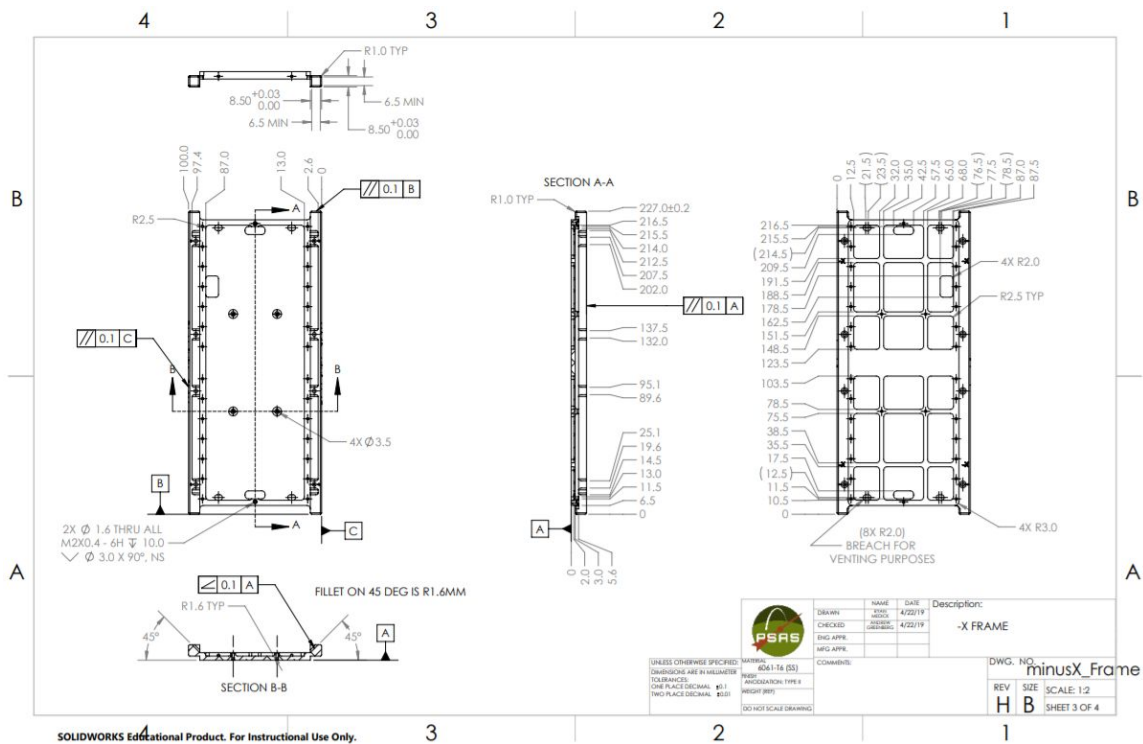 4 3 2 1
R1.0 TYP
8.50 +0.03 0.00
6.5 MIN
6.5 MIN
8.50 +0.03 0.00
B
B
100.0
97.4
87.0
13.0
2.6
0
// 0.1 B
A
R2.5
// 0.1 C
B
B
4X Ø3.5
B
C
A
2X Ø 1.6 THRU ALL
M2X0.4 - 6H ↧ 10.0
⌵ Ø 3.0 X 90°, NS
SECTION A-A
R1.0 TYP
227.0±0.2
216.5
215.5
214.0
212.5
207.5
202.0
// 0.1 A
137.5
132.0
95.1
89.6
25.1
19.6
14.5
13.0
11.5
6.5
0
A
0
2.0
3.0
5.6
0
12.5
(21.5)
(23.5)
32.0
35.0
42.5
57.5
65.0
68.0
(76.5)
77.5
(78.5)
87.0
87.5
216.5
215.5
(214.5)
209.5
191.5
188.5
178.5
162.5
151.5
148.5
123.5
103.5
78.5
75.5
38.5
35.5
17.5
(12.5)
11.5
10.5
0
4X R2.0
R2.5 TYP
4X R3.0
(8X R2.0)
BREACH FOR
VENTING PURPOSES
A
A
∠ 0.1 A
FILLET ON 45 DEG IS R1.6MM
R1.6 TYP
45°
45°
A
SECTION B-B
PSAS
NAME DATE
DRAWN 4/22/19
CHECKED 4/22/19
ENG APPR.
MFG APPR.
COMMENTS:
Description:
-X FRAME
UNLESS OTHERWISE SPECIFIED:
DIMENSIONS ARE IN MILLIMETER
TOLERANCES:
ONE PLACE DECIMAL ±0.1
TWO PLACE DECIMAL ±0.01
MATERIAL
6061-T6 (SS)
FINISH
ANODIZATION: TYPE II
WEIGHT (REF)
DO NOT SCALE DRAWING
DWG. NO.
minusX_Frame
REV
H
SIZE
B
SCALE: 1:2
SHEET 3 OF 4
4 3 2 1
SOLIDWORKS Educational Product. For Instructional Use Only.